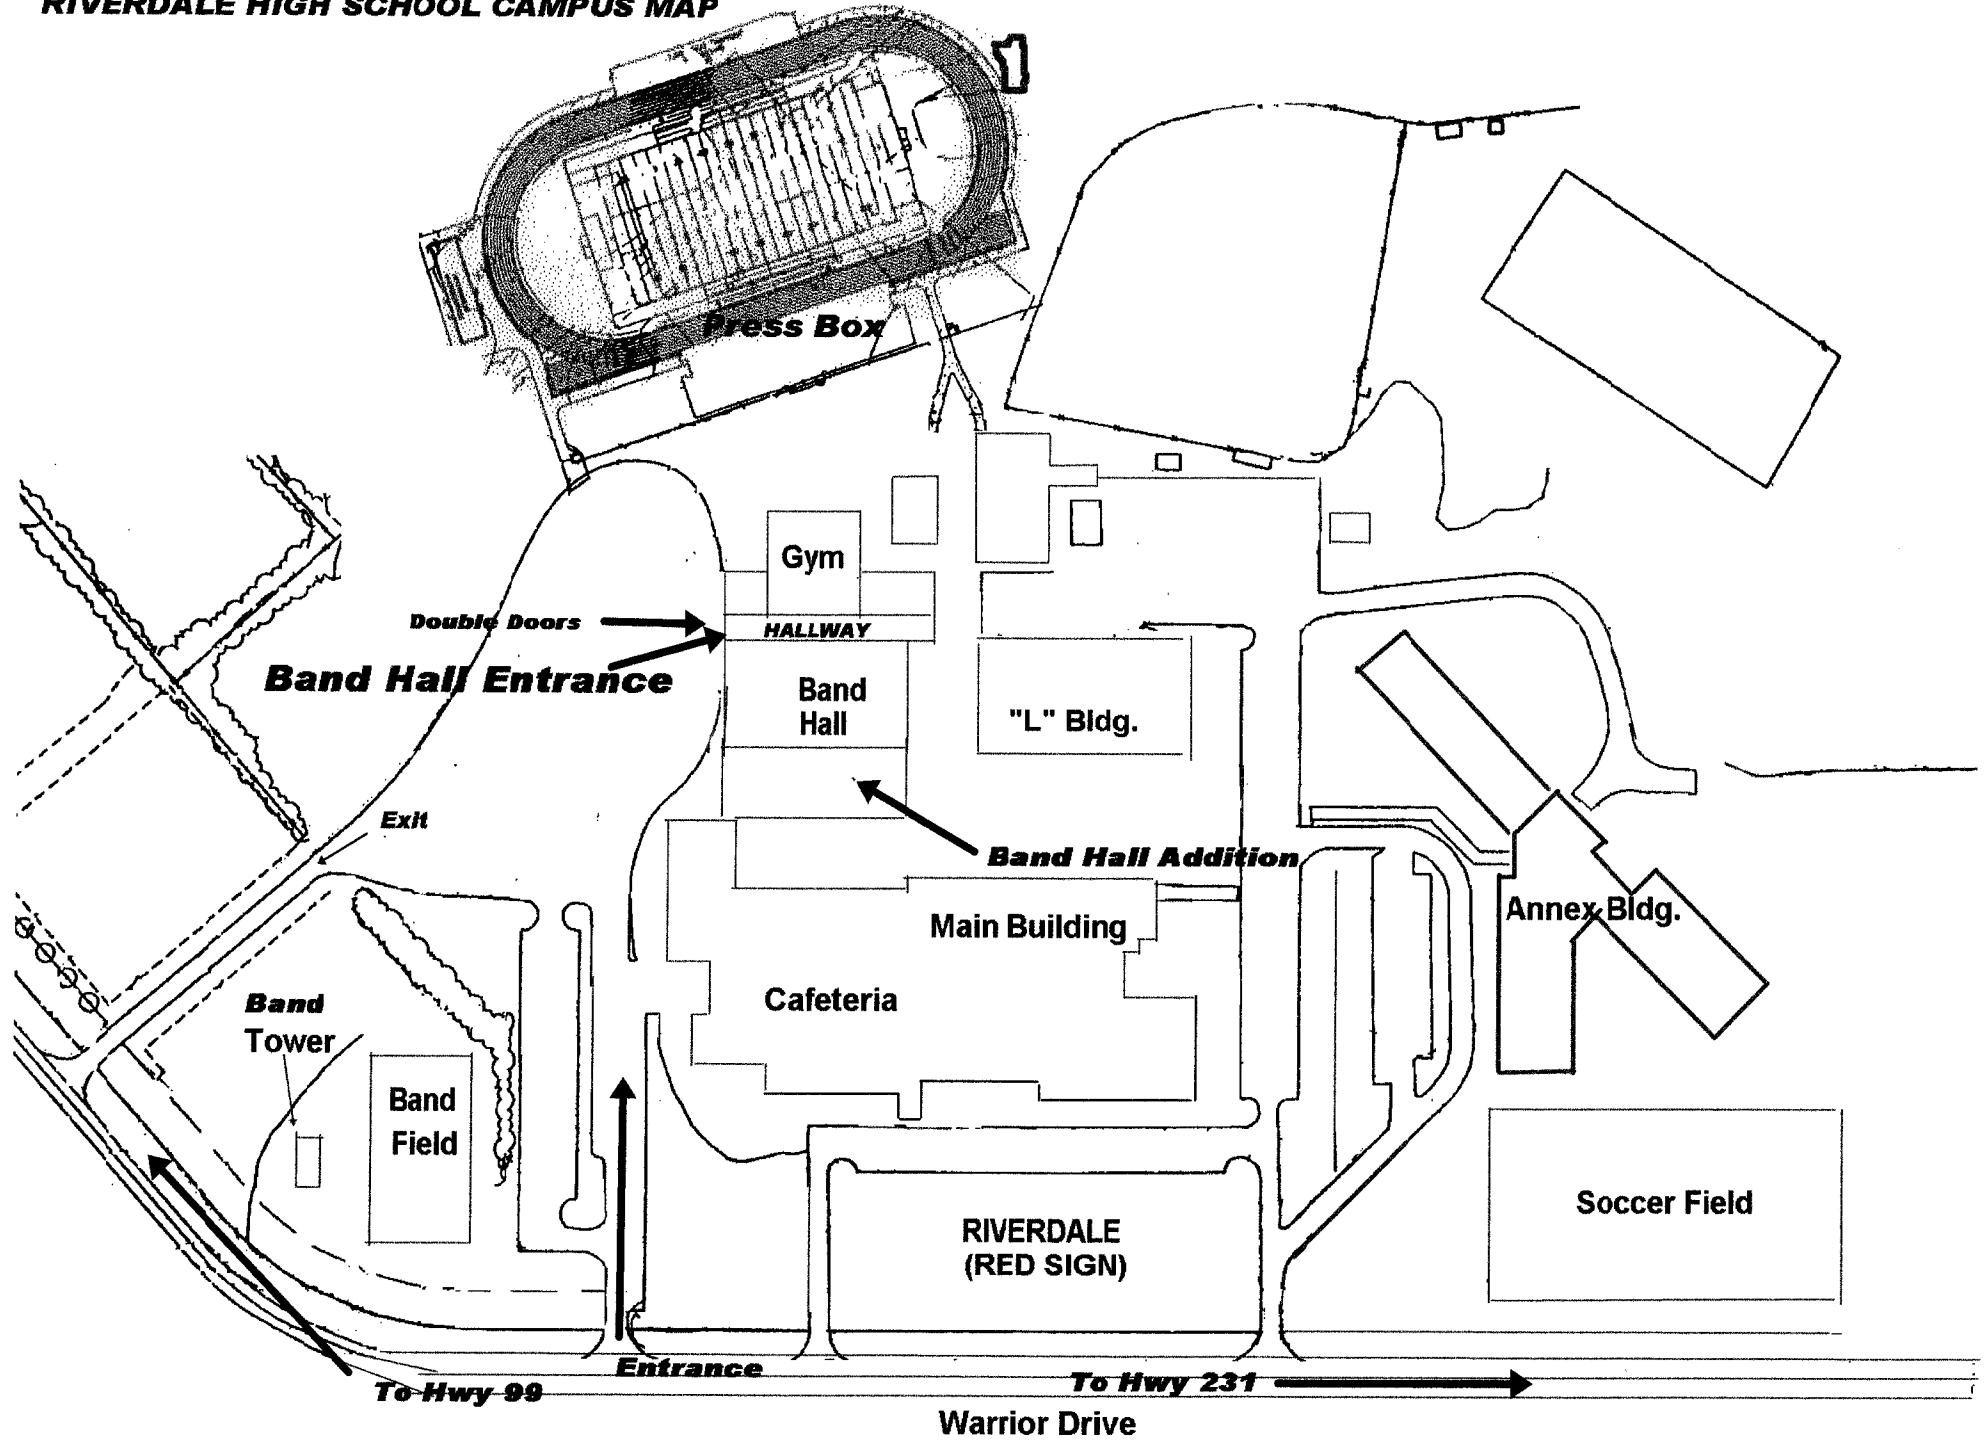 RIVERDALE HIGH SCHOOL CAMPUS MAP
Press Box
Gym
Double Doors
HALLWAY
Band Hall Entrance
Band
Hall
"L" Bldg.
Exit
Band Hall Addition
Annex Bldg.
Main Building
Cafeteria
Band
Tower
Band
Field
Soccer Field
RIVERDALE
(RED SIGN)
Entrance
To Hwy 99
To Hwy 231
Warrior Drive